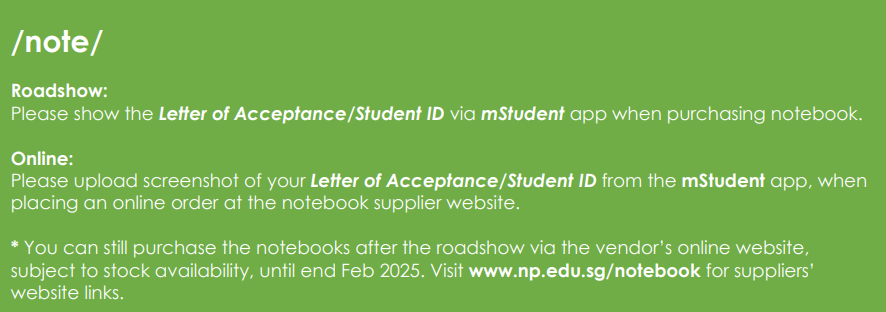 /note/
Roadshow:
Please show the Letter of Acceptance/Student ID via mStudent app when purchasing notebook.
Online:
Please upload screenshot of your Letter of Acceptance/Student ID from the mStudent app, when
placing an online order at the notebook supplier website.
* You can still purchase the notebooks after the roadshow via the vendor’s online website,
subject to stock availability, until end Feb 2025. Visit www.np.edu.sg/notebook for suppliers’
website links.